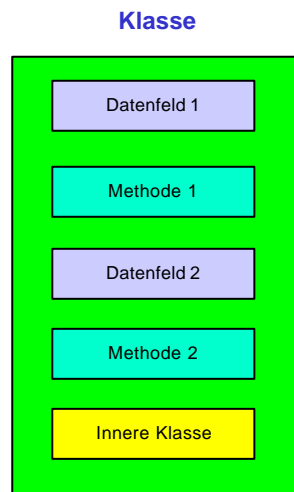 Klasse
Datenfeld 1
Methode 1
Datenfeld 2
Methode 2
Innere Klasse